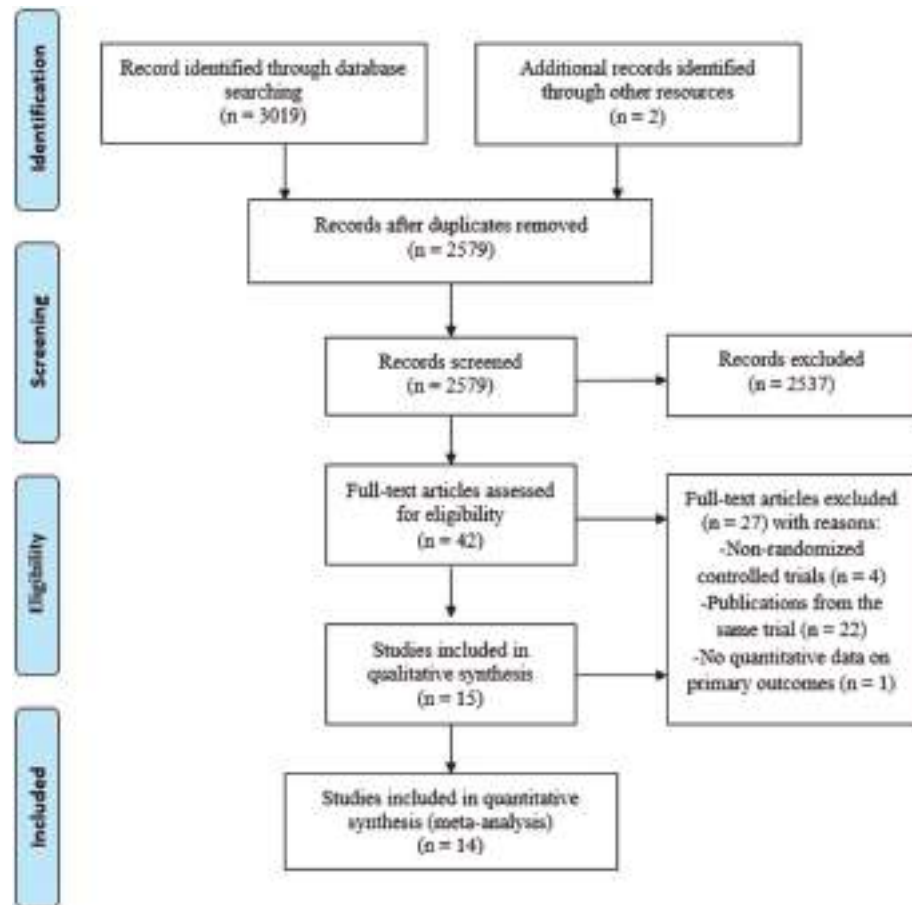 Identification
Record identified through database
searching
(n = 3019)
Additional records identified
through other resources
(n = 2)
Records after duplicates removed
(n = 2579)
Screening
Records screened
(n = 2579)
Records excluded
(n = 2537)
Eligibility
Full-text articles assessed
for eligibility
(n = 42)
Full-text articles excluded
(n = 27) with reasons:
-Non-randomized
controlled trials (n = 4)
-Publications from the
same trial (n = 22)
-No quantitative data on
primary outcomes (n = 1)
Studies included in
qualitative synthesis
(n = 15)
Included
Studies included in quantitative
synthesis (meta-analysis)
(n = 14)